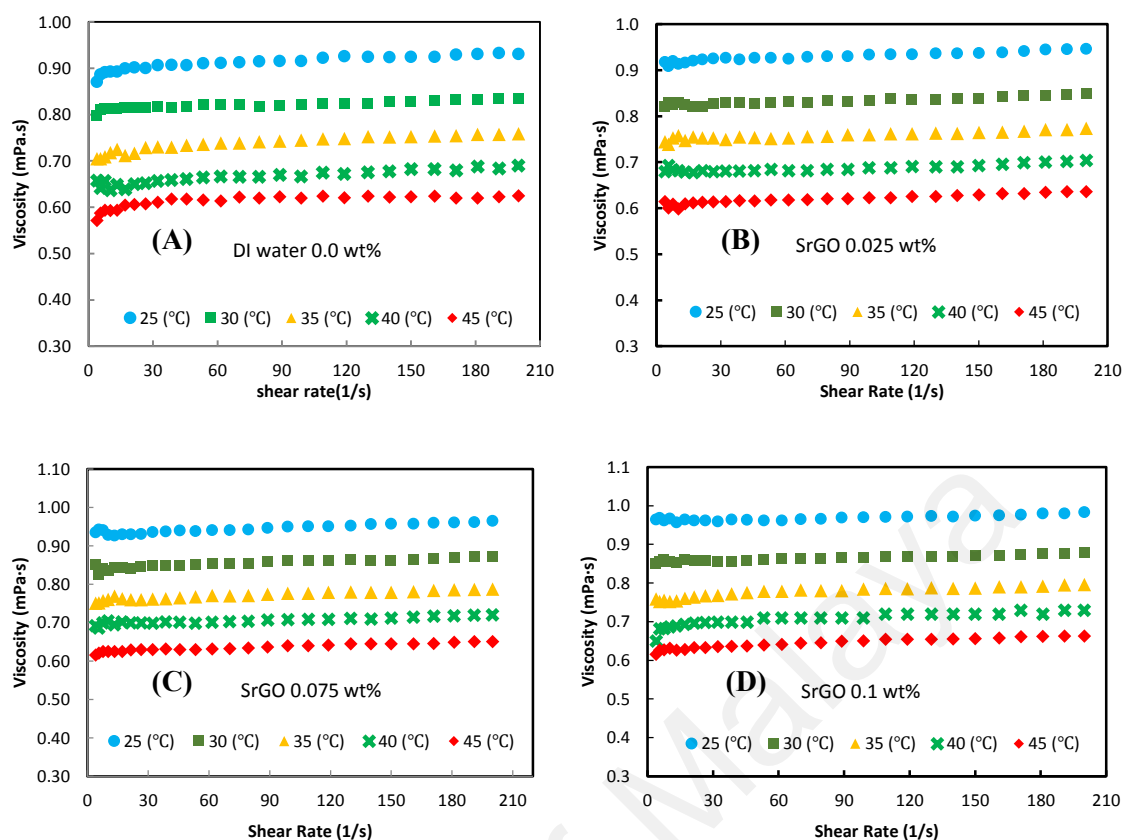 1.00
0.90
0.80
0.70
0.60
0.50
0.40
0.30
Viscosity (mPa.s)
(A)
DI water 0.0 wt%
25 (°C) 30 (°C) 35 (°C) 40 (°C) 45 (°C)
0 30 60 90 120 150 180 210
shear rate(1/s)
1
0.9
0.8
0.7
0.6
0.5
0.4
0.3
Viscosity (mPa·s)
(B)
SrGO 0.025 wt%
25 (°C) 30 (°C) 35 (°C) 40 (°C) 45 (°C)
0 30 60 90 120 150 180 210
Shear Rate (1/s)
1.10
1.00
0.90
0.80
0.70
0.60
0.50
0.40
0.30
Viscosity (mPa·s)
(C)
SrGO 0.075 wt%
25 (°C) 30 (°C) 35 (°C) 40 (°C) 45 (°C)
0 30 60 90 120 150 180 210
Shear Rate (1/s)
1.1
1.0
0.9
0.8
0.7
0.6
0.5
0.4
0.3
Viscosity (mPa·s)
(D)
SrGO 0.1 wt%
25 (°C) 30 (°C) 35 (°C) 40 (°C) 45 (°C)
0 30 60 90 120 150 180 210
Shear Rate (1/s)
Malaya